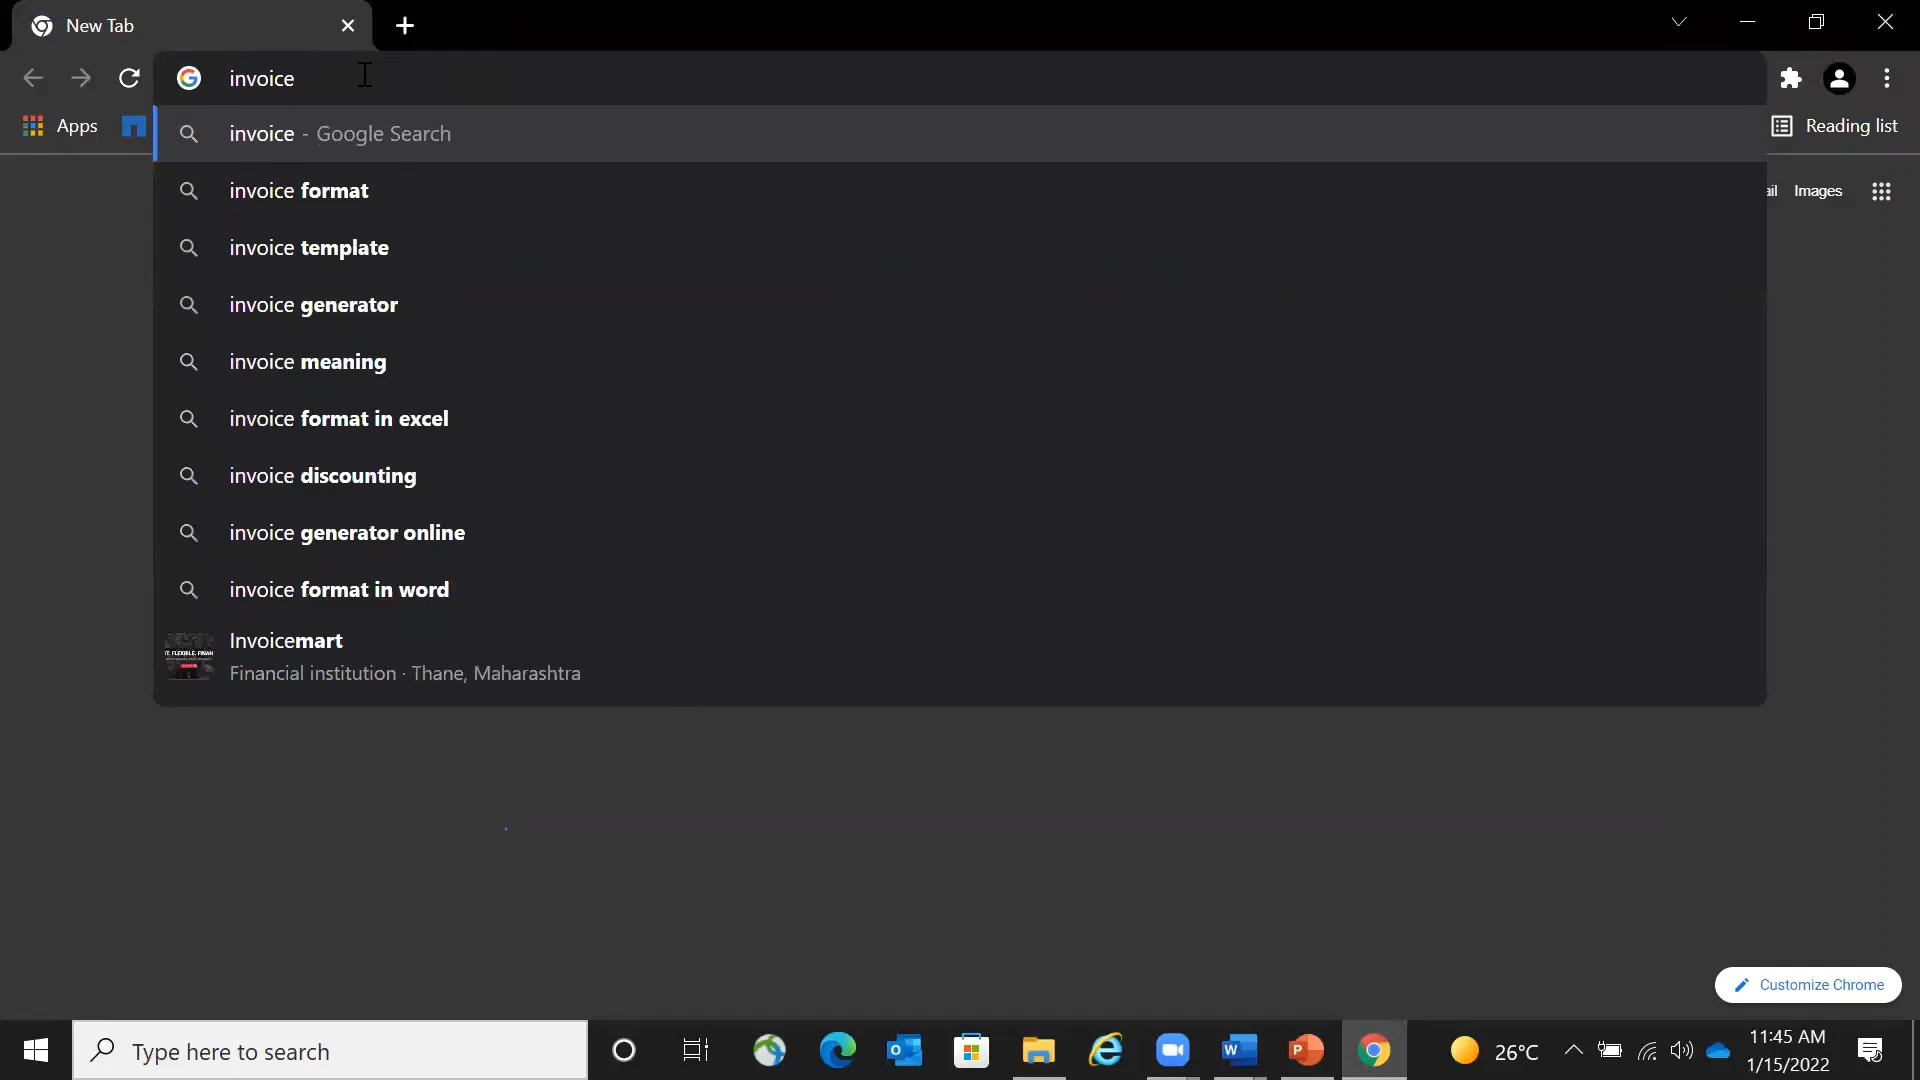 New Tab
invoice
Apps
Reading list
invoice - Google Search
invoice format
ail Images
invoice template
invoice generator
invoice meaning
invoice format in excel
invoice discounting
invoice generator online
invoice format in word
Invoicemart
Financial institution · Thane, Maharashtra
Customize Chrome
Type here to search
26°C
11:45 AM
1/15/2022